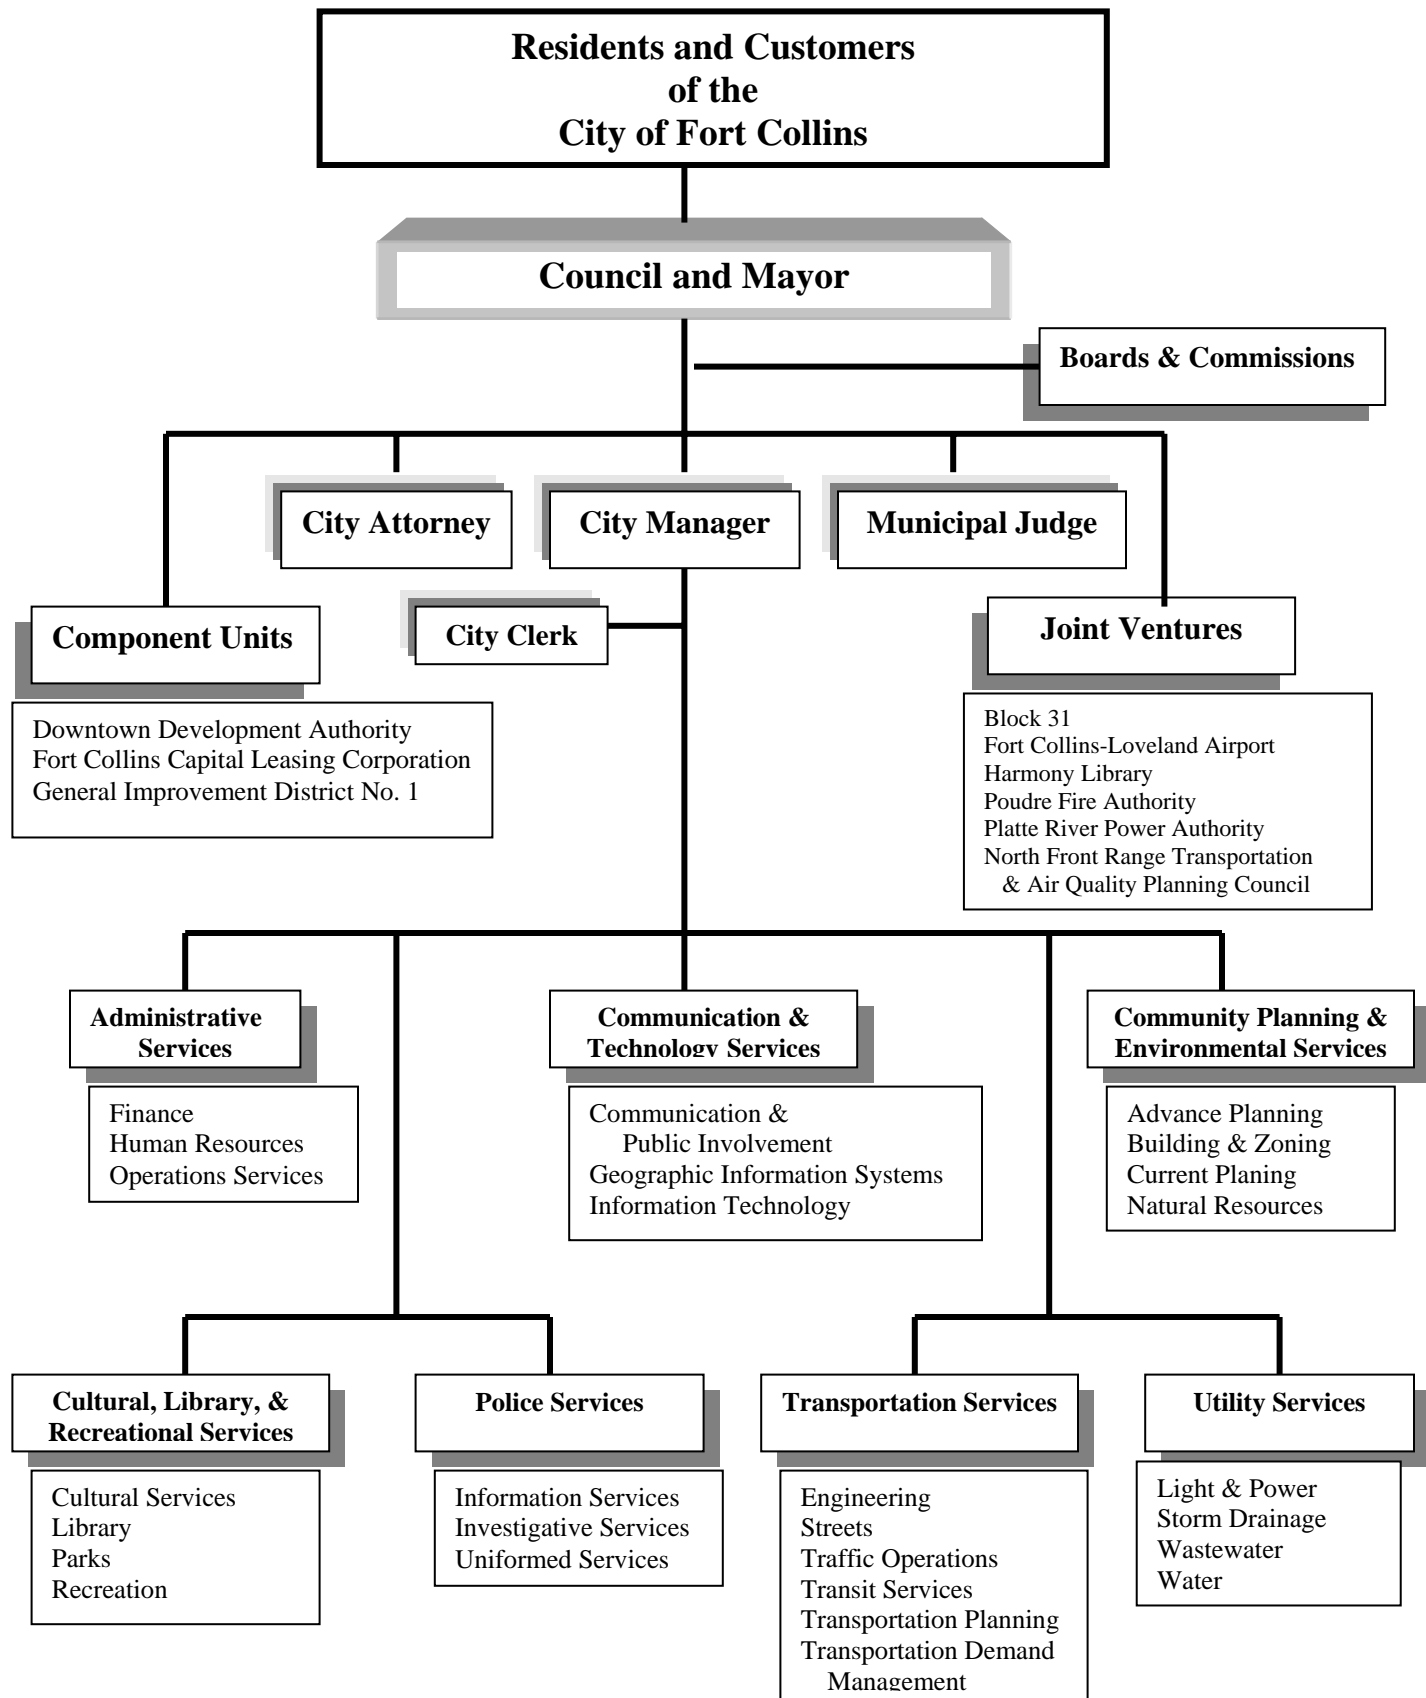 Residents and Customers
of the
City of Fort Collins
Council and Mayor
Boards & Commissions
City Attorney
City Manager
Municipal Judge
Component Units
City Clerk
Joint Ventures
Downtown Development Authority
Fort Collins Capital Leasing Corporation
General Improvement District No. 1
Block 31
Fort Collins-Loveland Airport
Harmony Library
Poudre Fire Authority
Platte River Power Authority
North Front Range Transportation
& Air Quality Planning Council
Administrative
Services
Finance
Human Resources
Operations Services
Communication &
Technology Services
Communication &
Public Involvement
Geographic Information Systems
Information Technology
Community Planning &
Environmental Services
Advance Planning
Building & Zoning
Current Planing
Natural Resources
Cultural, Library, &
Recreational Services
Cultural Services
Library
Parks
Recreation
Police Services
Information Services
Investigative Services
Uniformed Services
Transportation Services
Engineering
Streets
Traffic Operations
Transit Services
Transportation Planning
Transportation Demand
Management
Utility Services
Light & Power
Storm Drainage
Wastewater
Water